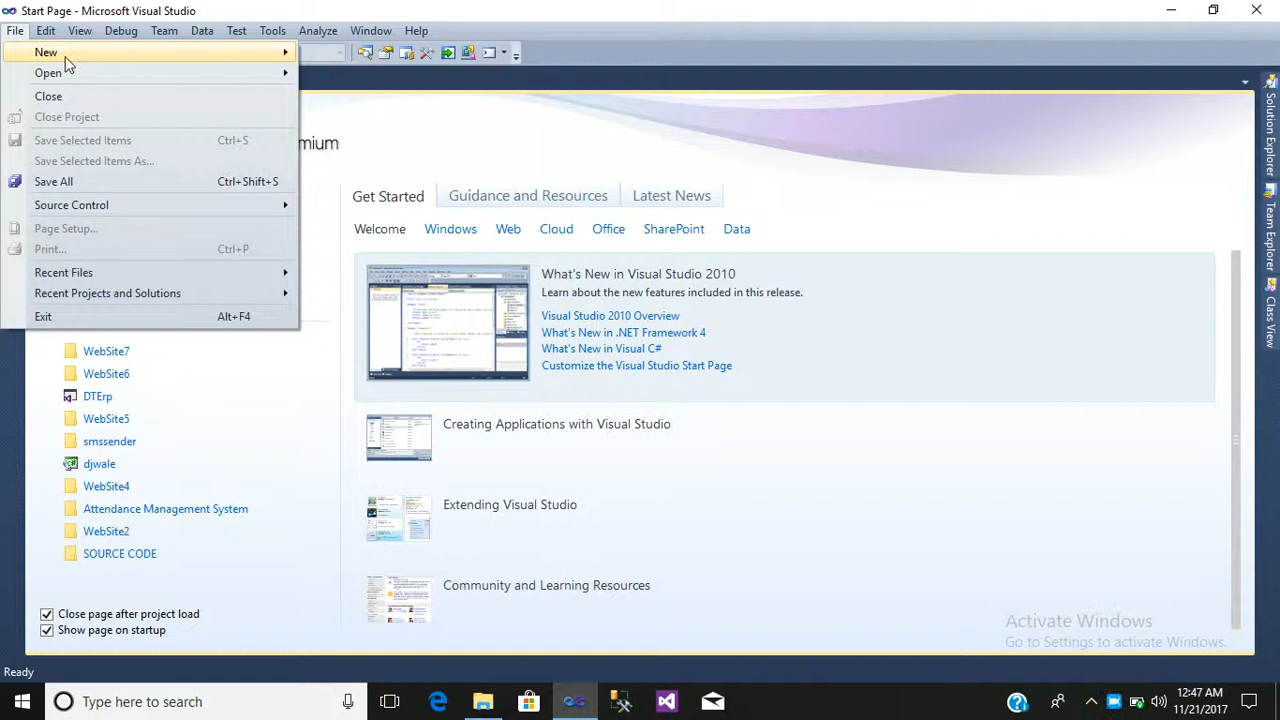 Start Page - Microsoft Visual Studio
File Edit View Debug Team Data Test Tools Analyze Window Help
New
Open
Close
Close Project
Save Selected Items Ctrl+S
Save Selected Items As...
Save All Ctrl+Shift+S
Source Control
Page Setup...
Print... Ctrl+P
Recent Files
Recent Projects
Exit Alt+F4
mium
Get Started Guidance and Resources Latest News
Welcome Windows Web Cloud Office SharePoint Data
What's New in Visual Studio 2010
Learn about the new features included in this release.
Visual Studio 2010 Overview
What's New in .NET Framework 4
What's New in Visual C#
Customize the Visual Studio Start Page
Creating Applications with Visual Studio
Extending Visual Studio
Community and Learning Resources
WebSite7
WebSite6
DTErp
WebSite5
smssender
djwale
WebSite4
Attendance Management System
WebSite2
SOURCE CODE
Close page after project load
Show page on startup
Solution Explorer
Team Explorer
Class View
Activate Windows
Go to Settings to activate Windows.
Ready
Type here to search
12:47 AM
11/21/2017